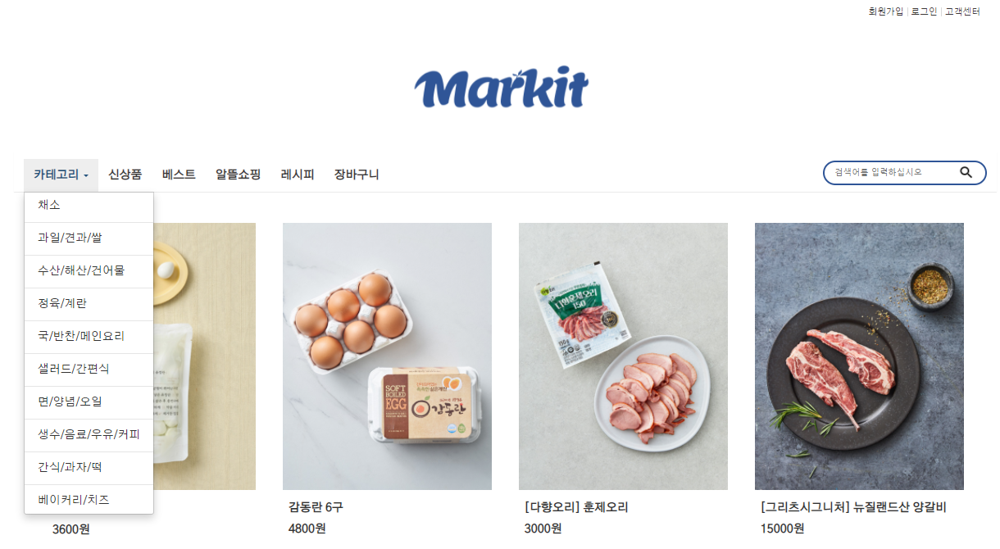 회원가입 | 로그인 | 고객센터
Markit
카테고리 신상품 베스트 알뜰쇼핑 레시피 장바구니
검색어를 입력하십시오
채소
과일/견과/쌀
수산/해산/건어물
정육/계란
국/반찬/메인요리
샐러드/간편식
면/양념/오일
생수/음료/우유/커피
간식/과자/떡
베이커리/치즈
SOFT
BOILED
EGG
감동란
다향훈제오리
150
150g
감동란 6구
[다향오리] 훈제오리
[그리츠시그니처] 뉴질랜드산 양갈비
3600원
4800원
3000원
15000원